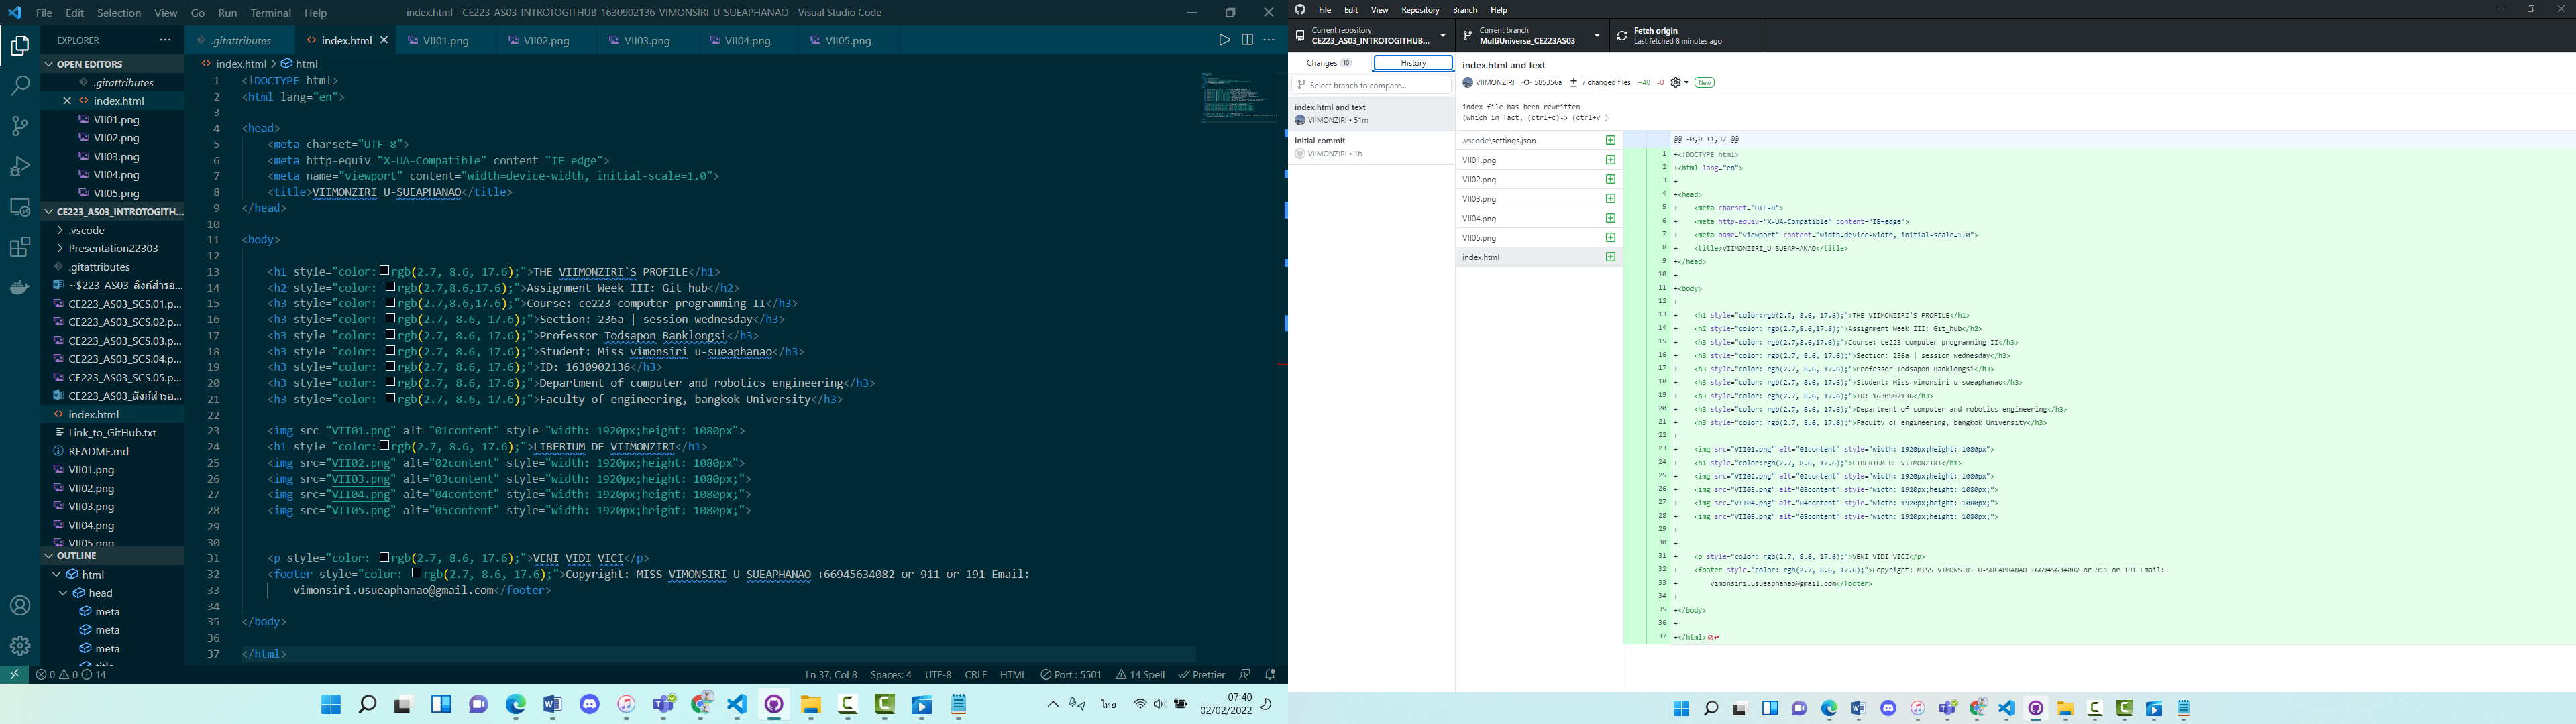 File Edit Selection View Go Run Terminal Help
index.html - CE223_AS03_INTROTOGITHUB_1630902136_VIMONSIRI_U-SUEAPHANAO - Visual Studio Code
EXPLORER
.gitattributes
index.html
VII01.png
VII02.png
VII03.png
VII04.png
VII05.png
OPEN EDITORS
.gitattributes
index.html
VII01.png
VII02.png
VII03.png
VII04.png
VII05.png
CE223_AS03_INTROTOGITH...
.vscode
Presentation22303
.gitattributes
~$223_AS03_ลิงก์สำรอ...
CE223_AS03_SCS.01.p...
CE223_AS03_SCS.02.p...
CE223_AS03_SCS.03.p...
CE223_AS03_SCS.04.p...
CE223_AS03_SCS.05.p...
CE223_AS03_ลิงก์สำรอ...
index.html
Link_to_GitHub.txt
README.md
VII01.png
VII02.png
VII03.png
VII04.png
VII05.png
OUTLINE
html
head
meta
meta
meta
title
index.html > html
1 <!DOCTYPE html>
2 <html lang="en">
3
4 <head>
5 <meta charset="UTF-8">
6 <meta http-equiv="X-UA-Compatible" content="IE=edge">
7 <meta name="viewport" content="width=device-width, initial-scale=1.0">
8 <title>VIIMONZIRI_U-SUEAPHANAO</title>
9 </head>
10
11 <body>
12
13 <h1 style="color:rgb(2.7, 8.6, 17.6);">THE VIIMONZIRI'S PROFILE</h1>
14 <h2 style="color: rgb(2.7,8.6,17.6);">Assignment Week III: Git_hub</h2>
15 <h3 style="color: rgb(2.7,8.6,17.6);">Course: ce223-computer programming II</h3>
16 <h3 style="color: rgb(2.7, 8.6, 17.6);">Section: 236a | session wednesday</h3>
17 <h3 style="color: rgb(2.7, 8.6, 17.6);">Professor Todsapon Banklongsi</h3>
18 <h3 style="color: rgb(2.7, 8.6, 17.6);">Student: Miss vimonsiri u-sueaphanao</h3>
19 <h3 style="color: rgb(2.7, 8.6, 17.6);">ID: 1630902136</h3>
20 <h3 style="color: rgb(2.7, 8.6, 17.6);">Department of computer and robotics engineering</h3>
21 <h3 style="color: rgb(2.7, 8.6, 17.6);">Faculty of engineering, bangkok University</h3>
22
23 <img src="VII01.png" alt="01content" style="width: 1920px;height: 1080px">
24 <h1 style="color:rgb(2.7, 8.6, 17.6);">LIBERIUM DE VIIMONZIRI</h1>
25 <img src="VII02.png" alt="02content" style="width: 1920px;height: 1080px">
26 <img src="VII03.png" alt="03content" style="width: 1920px;height: 1080px;">
27 <img src="VII04.png" alt="04content" style="width: 1920px;height: 1080px;">
28 <img src="VII05.png" alt="05content" style="width: 1920px;height: 1080px;">
29
30
31 <p style="color: rgb(2.7, 8.6, 17.6);">VENI VIDI VICI</p>
32 <footer style="color: rgb(2.7, 8.6, 17.6);">Copyright: MISS VIMONSIRI U-SUEAPHANAO +66945634082 or 911 or 191 Email:
33 vimonsiri.usueaphanao@gmail.com</footer>
34
35 </body>
36
37 </html>
0 0 14
Ln 37, Col 8 Spaces: 4 UTF-8 CRLF HTML Port : 5501 14 Spell Prettier
ไทย
07:40
02/02/2022
File Edit View Repository Branch Help
Current repository
CE223_AS03_INTROTOGITHUB...
Current branch
MultiUniverse_CE223AS03
Fetch origin
Last fetched 8 minutes ago
Changes 10
History
Select branch to compare...
index.html and text
VIIMONZIRI • 51m
Initial commit
VIIMONZIRI • 1h
index.html and text
VIIMONZIRI 585356a 7 changed files +40 -0 New
index file has been rewritten
(which in fact, (ctrl+c)-> (ctrl+v )
.vscode\settings.json
VII01.png
VII02.png
VII03.png
VII04.png
VII05.png
index.html
@@ -0,0 +1,37 @@
1 +<!DOCTYPE html>
2 +<html lang="en">
3 +
4 +<head>
5 + <meta charset="UTF-8">
6 + <meta http-equiv="X-UA-Compatible" content="IE=edge">
7 + <meta name="viewport" content="width=device-width, initial-scale=1.0">
8 + <title>VIIMONZIRI_U-SUEAPHANAO</title>
9 +</head>
10 +
11 +<body>
12 +
13 + <h1 style="color:rgb(2.7, 8.6, 17.6);">THE VIIMONZIRI'S PROFILE</h1>
14 + <h2 style="color: rgb(2.7,8.6,17.6);">Assignment Week III: Git_hub</h2>
15 + <h3 style="color: rgb(2.7,8.6,17.6);">Course: ce223-computer programming II</h3>
16 + <h3 style="color: rgb(2.7, 8.6, 17.6);">Section: 236a | session wednesday</h3>
17 + <h3 style="color: rgb(2.7, 8.6, 17.6);">Professor Todsapon Banklongsi</h3>
18 + <h3 style="color: rgb(2.7, 8.6, 17.6);">Student: Miss vimonsiri u-sueaphanao</h3>
19 + <h3 style="color: rgb(2.7, 8.6, 17.6);">ID: 1630902136</h3>
20 + <h3 style="color: rgb(2.7, 8.6, 17.6);">Department of computer and robotics engineering</h3>
21 + <h3 style="color: rgb(2.7, 8.6, 17.6);">Faculty of engineering, bangkok University</h3>
22 +
23 + <img src="VII01.png" alt="01content" style="width: 1920px;height: 1080px">
24 + <h1 style="color:rgb(2.7, 8.6, 17.6);">LIBERIUM DE VIIMONZIRI</h1>
25 + <img src="VII02.png" alt="02content" style="width: 1920px;height: 1080px">
26 + <img src="VII03.png" alt="03content" style="width: 1920px;height: 1080px;">
27 + <img src="VII04.png" alt="04content" style="width: 1920px;height: 1080px;">
28 + <img src="VII05.png" alt="05content" style="width: 1920px;height: 1080px;">
29 +
30 +
31 + <p style="color: rgb(2.7, 8.6, 17.6);">VENI VIDI VICI</p>
32 + <footer style="color: rgb(2.7, 8.6, 17.6);">Copyright: MISS VIMONSIRI U-SUEAPHANAO +66945634082 or 911 or 191 Email:
33 + vimonsiri.usueaphanao@gmail.com</footer>
34 +
35 +</body>
36 +
37 +</html>